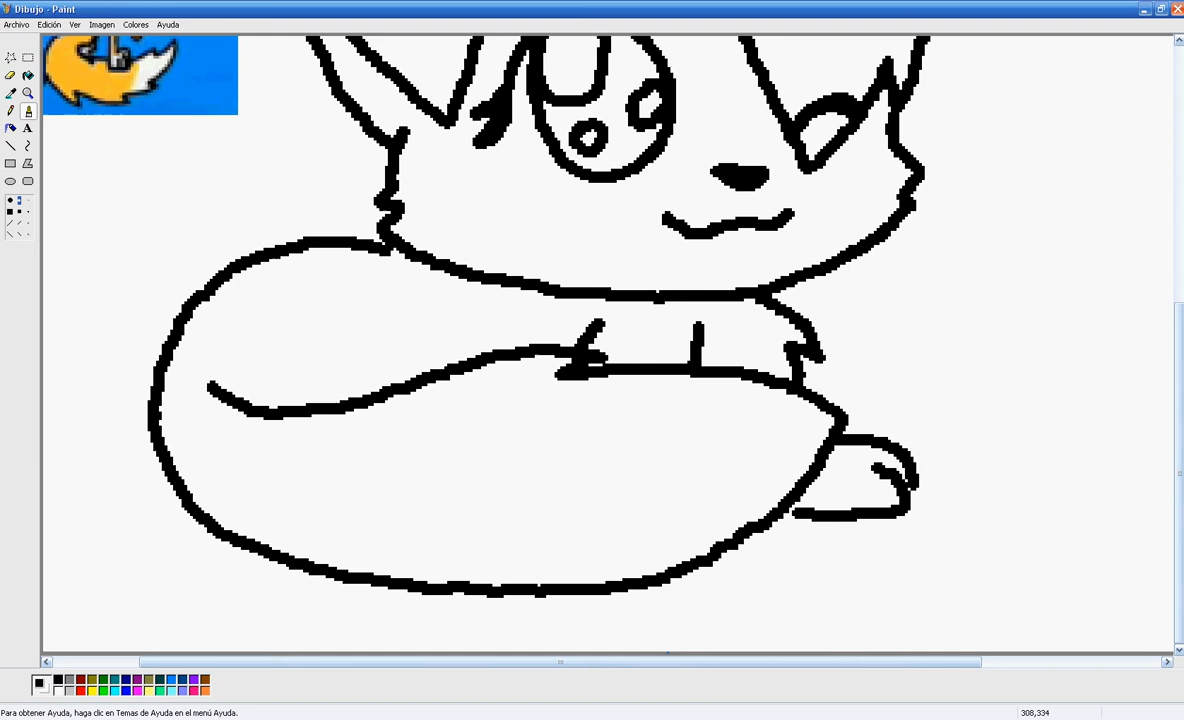 Dibujo - Paint
Archivo Edición Ver Imagen Colores Ayuda
A
Para obtener Ayuda, haga clic en Temas de Ayuda en el menú Ayuda.
308,334